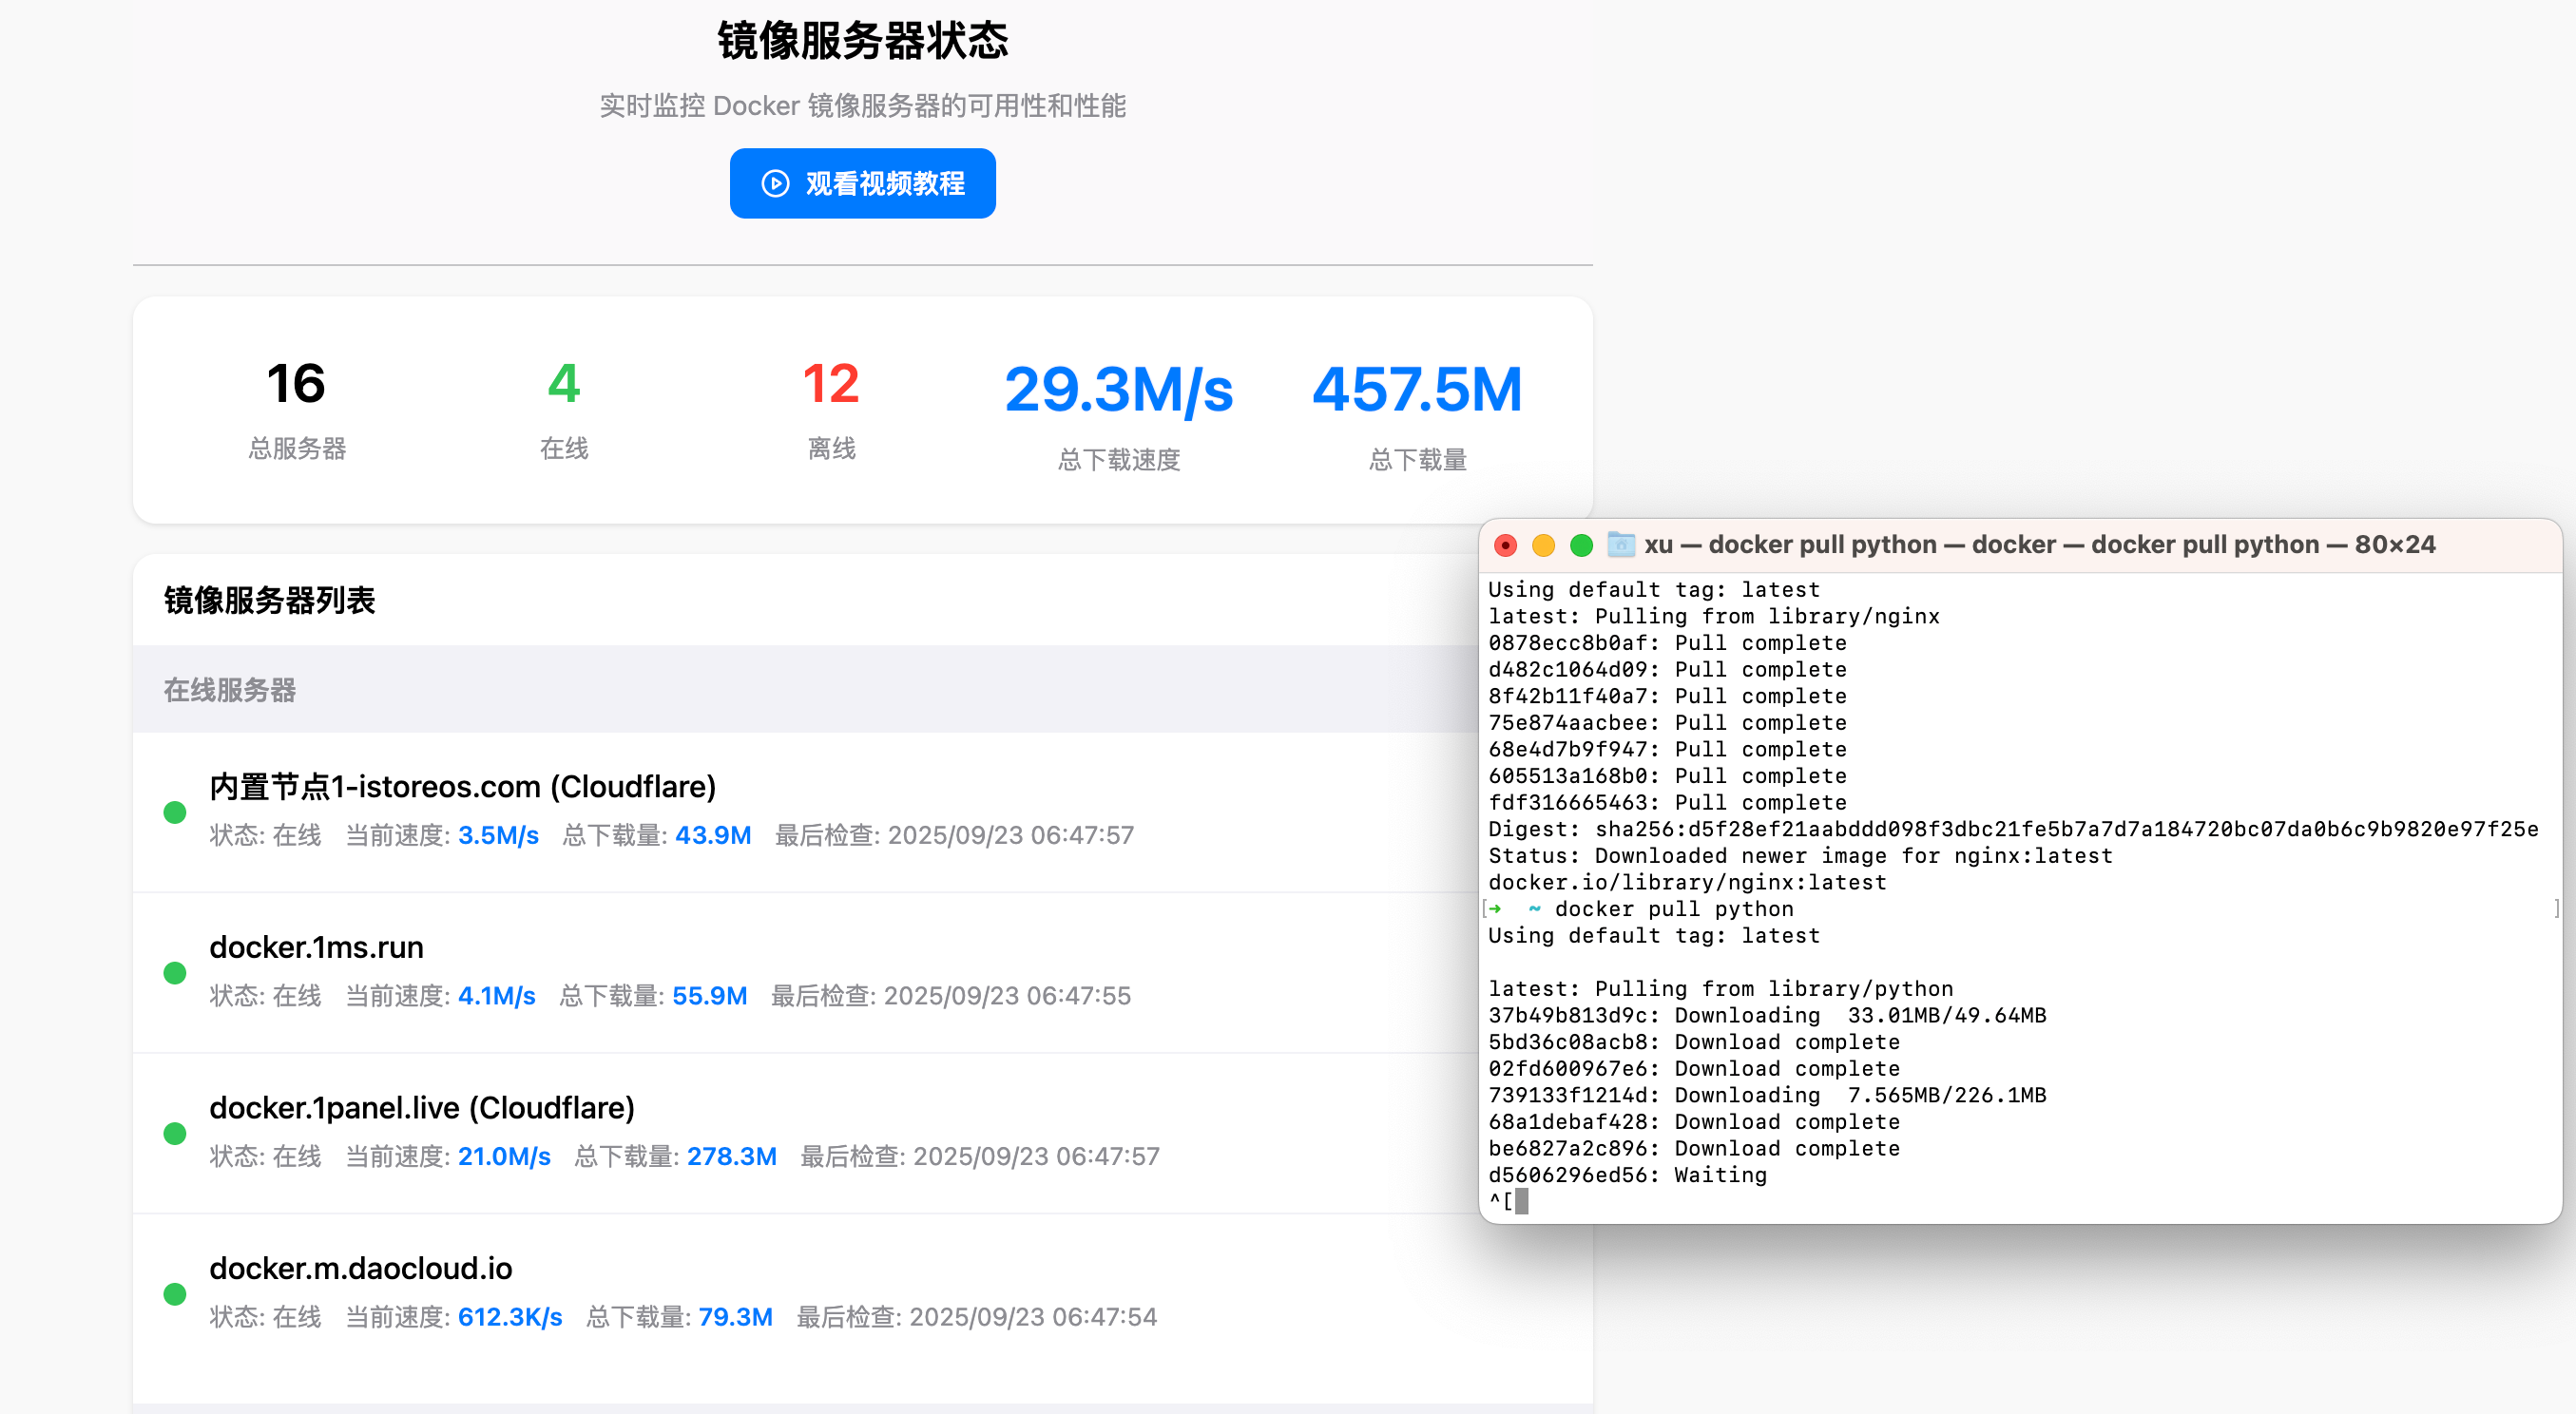 镜像服务器状态
实时监控 Docker 镜像服务器的可用性和性能
观看视频教程
16
总服务器
4
在线
12
离线
29.3M/s
总下载速度
457.5M
总下载量
镜像服务器列表
在线服务器
内置节点1-istoreos.com (Cloudflare)
状态: 在线 当前速度: 3.5M/s 总下载量: 43.9M 最后检查: 2025/09/23 06:47:57
docker.1ms.run
状态: 在线 当前速度: 4.1M/s 总下载量: 55.9M 最后检查: 2025/09/23 06:47:55
docker.1panel.live (Cloudflare)
状态: 在线 当前速度: 21.0M/s 总下载量: 278.3M 最后检查: 2025/09/23 06:47:57
docker.m.daocloud.io
状态: 在线 当前速度: 612.3K/s 总下载量: 79.3M 最后检查: 2025/09/23 06:47:54
xu — docker pull python — docker — docker pull python — 80×24
Using default tag: latest
latest: Pulling from library/nginx
0878ecc8b0af: Pull complete
d482c1064d09: Pull complete
8f42b11f40a7: Pull complete
75e874aacbee: Pull complete
68e4d7b9f947: Pull complete
605513a168b0: Pull complete
fdf316665463: Pull complete
Digest: sha256:d5f28ef21aabddd098f3dbc21fe5b7a7d7a184720bc07da0b6c9b9820e97f25e
Status: Downloaded newer image for nginx:latest
docker.io/library/nginx:latest
[➜  ~ docker pull python ]
Using default tag: latest
latest: Pulling from library/python
37b49b813d9c: Downloading  33.01MB/49.64MB
5bd36c08acb8: Download complete
02fd600967e6: Download complete
739133f1214d: Downloading  7.565MB/226.1MB
68a1debaf428: Download complete
be6827a2c896: Download complete
d5606296ed56: Waiting
^[